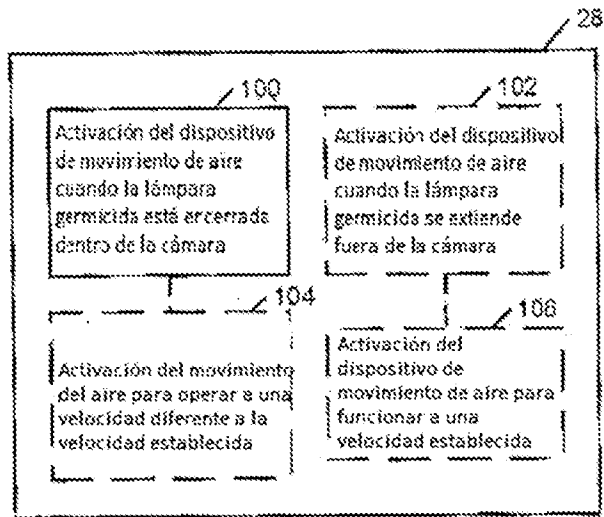 28
100
Activación del dispositivo
de movimiento de aire
cuando la lámpara
germicida está encerrada
dentro de la cámara
102
Activación del dispositivo
de movimiento de aire
cuando la lámpara
germicida se extiende
fuera de la cámara
104
Activación del movimiento
del aire para operar a una
velocidad diferente a la
velocidad establecida
106
Activación del
dispositivo de
movimiento de aire para
funcionar a una
velocidad establecida